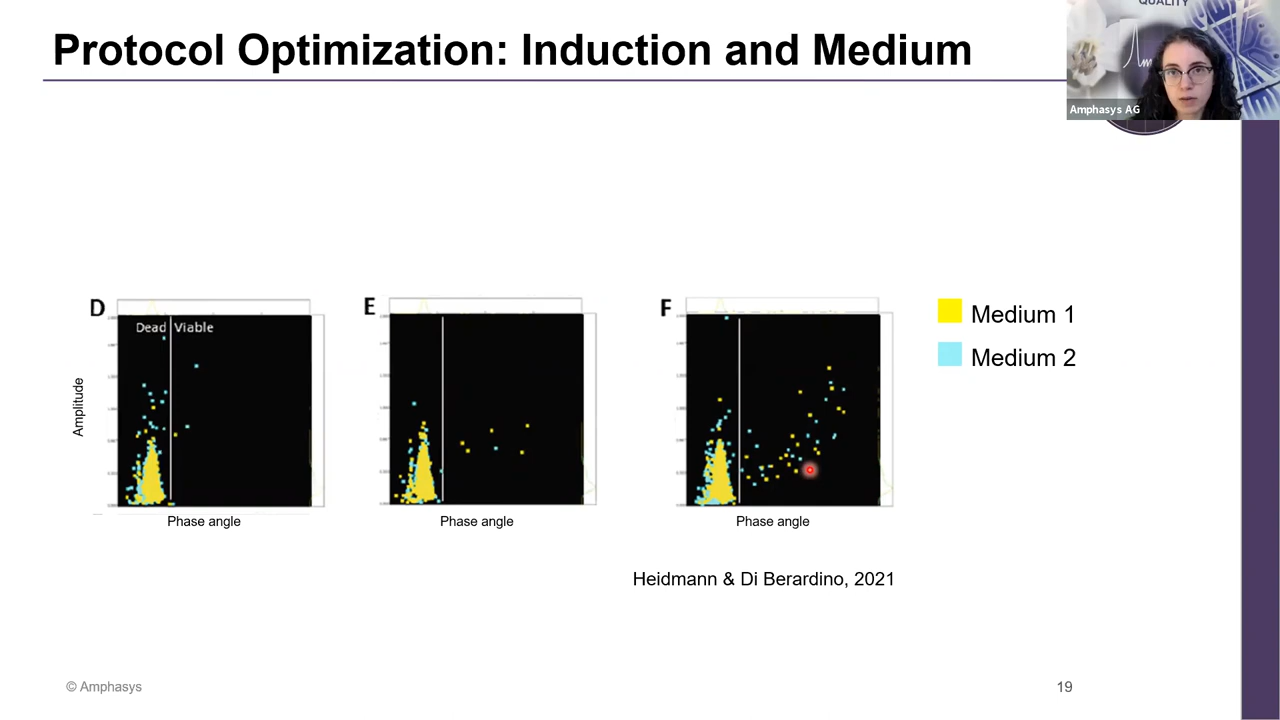 QUALITY
Protocol Optimization: Induction and Medium
Amphasys AG
D
Dead Viable
E
F
Medium 1
Medium 2
Amplitude
Phase angle
Phase angle
Phase angle
Heidmann & Di Berardino, 2021
© Amphasys
19